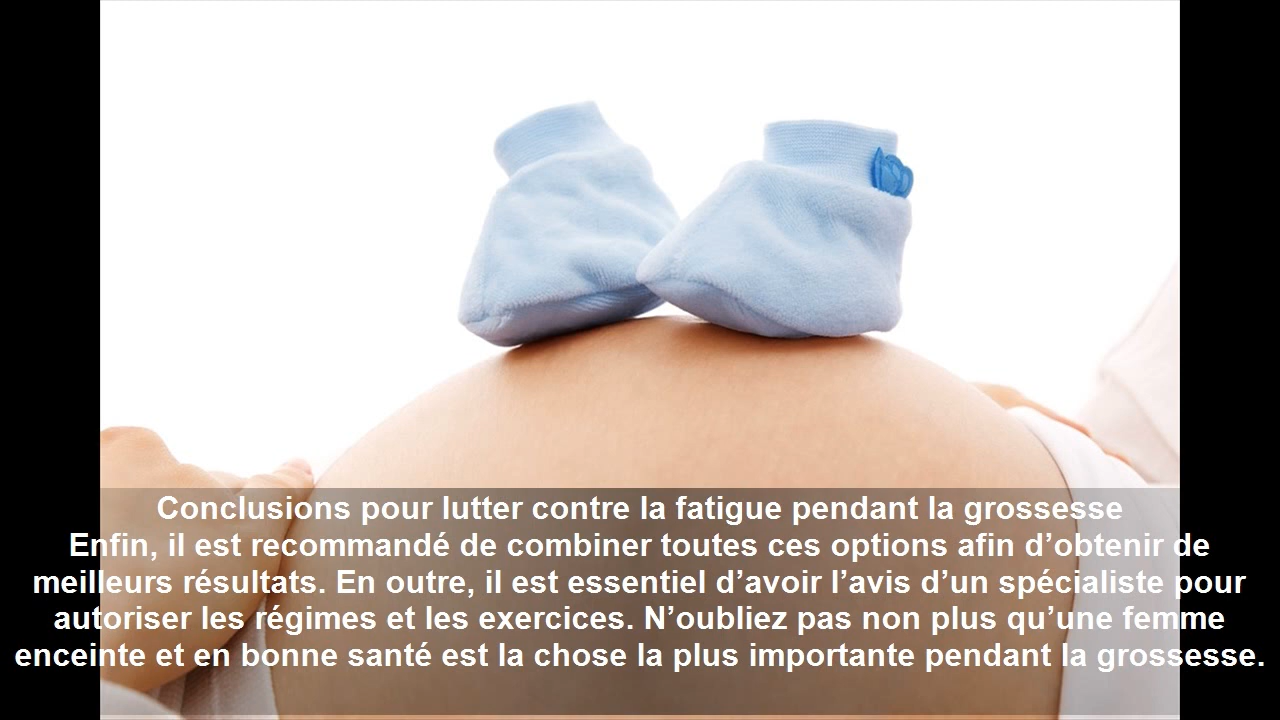 Conclusions pour lutter contre la fatigue pendant la grossesse
Enfin, il est recommandé de combiner toutes ces options afin d’obtenir de
meilleurs résultats. En outre, il est essentiel d’avoir l’avis d’un spécialiste pour
autoriser les régimes et les exercices. N’oubliez pas non plus qu’une femme
enceinte et en bonne santé est la chose la plus importante pendant la grossesse.